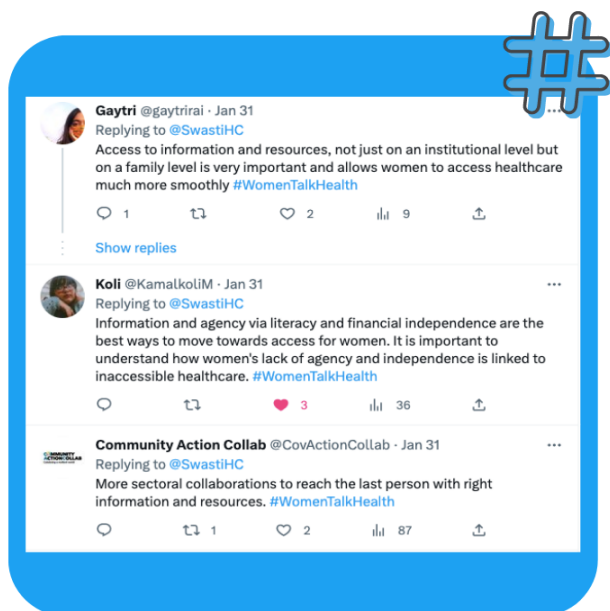 Gaytri @gaytrirai · Jan 31
Replying to @SwastiHC
Access to information and resources, not just on an institutional level but
on a family level is very important and allows women to access healthcare
much more smoothly #WomenTalkHealth
1 2 9
Show replies
Koli @KamalkoliM · Jan 31
Replying to @SwastiHC
Information and agency via literacy and financial independence are the
best ways to move towards access for women. It is important to
understand how women's lack of agency and independence is linked to
inaccessible healthcare. #WomenTalkHealth
3 36
COMMUNITY
ACTION COLLAB
Community Action Collab @CovActionCollab · Jan 31
Replying to @SwastiHC
More sectoral collaborations to reach the last person with right
information and resources. #WomenTalkHealth
1 2 87